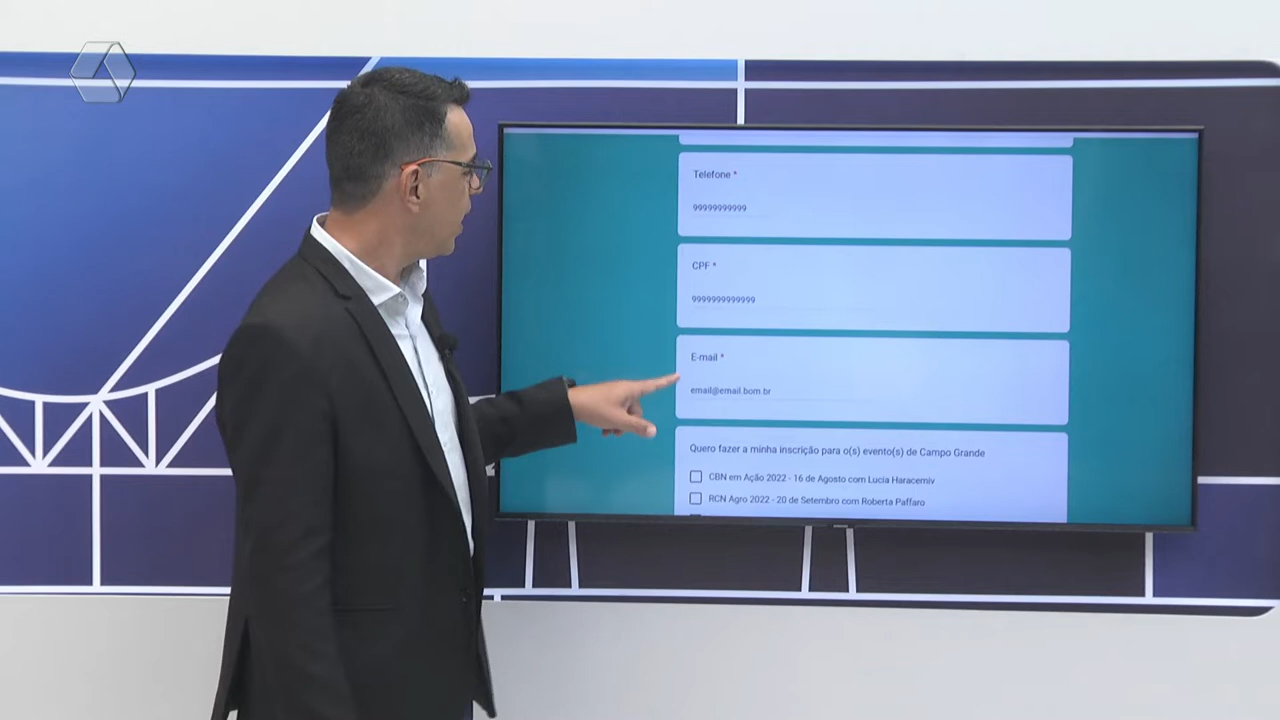 Telefone *
99999999999
CPF *
9999999999999
E-mail *
email@email.bom.br
Quero fazer a minha inscrição para o(s) evento(s) de Campo Grande
CBN em Ação 2022 - 16 de Agosto com Lucia Haracemiv
RCN Agro 2022 - 20 de Setembro com Roberta Paffaro